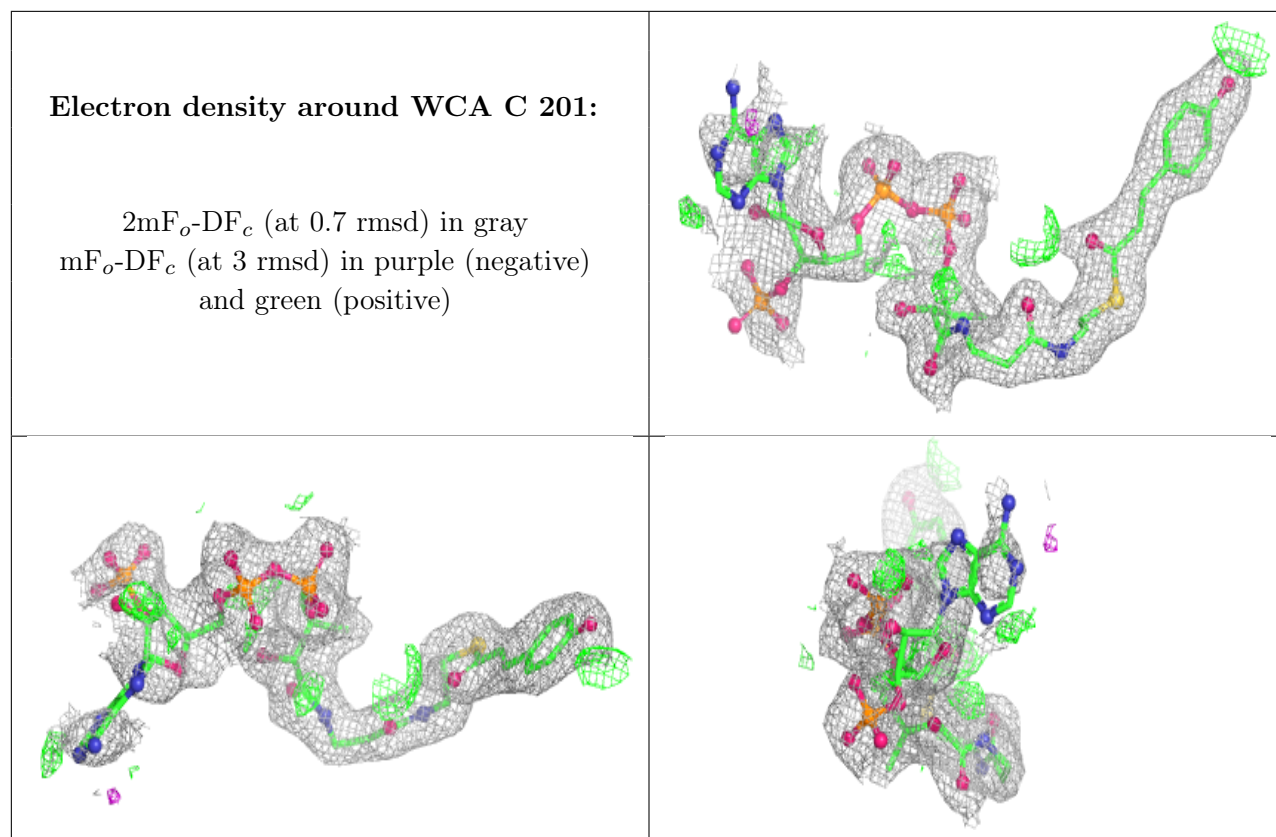 Electron density around WCA C 201:
2mFₒ-DF𝒸 (at 0.7 rmsd) in gray
mFₒ-DF𝒸 (at 3 rmsd) in purple (negative)
and green (positive)